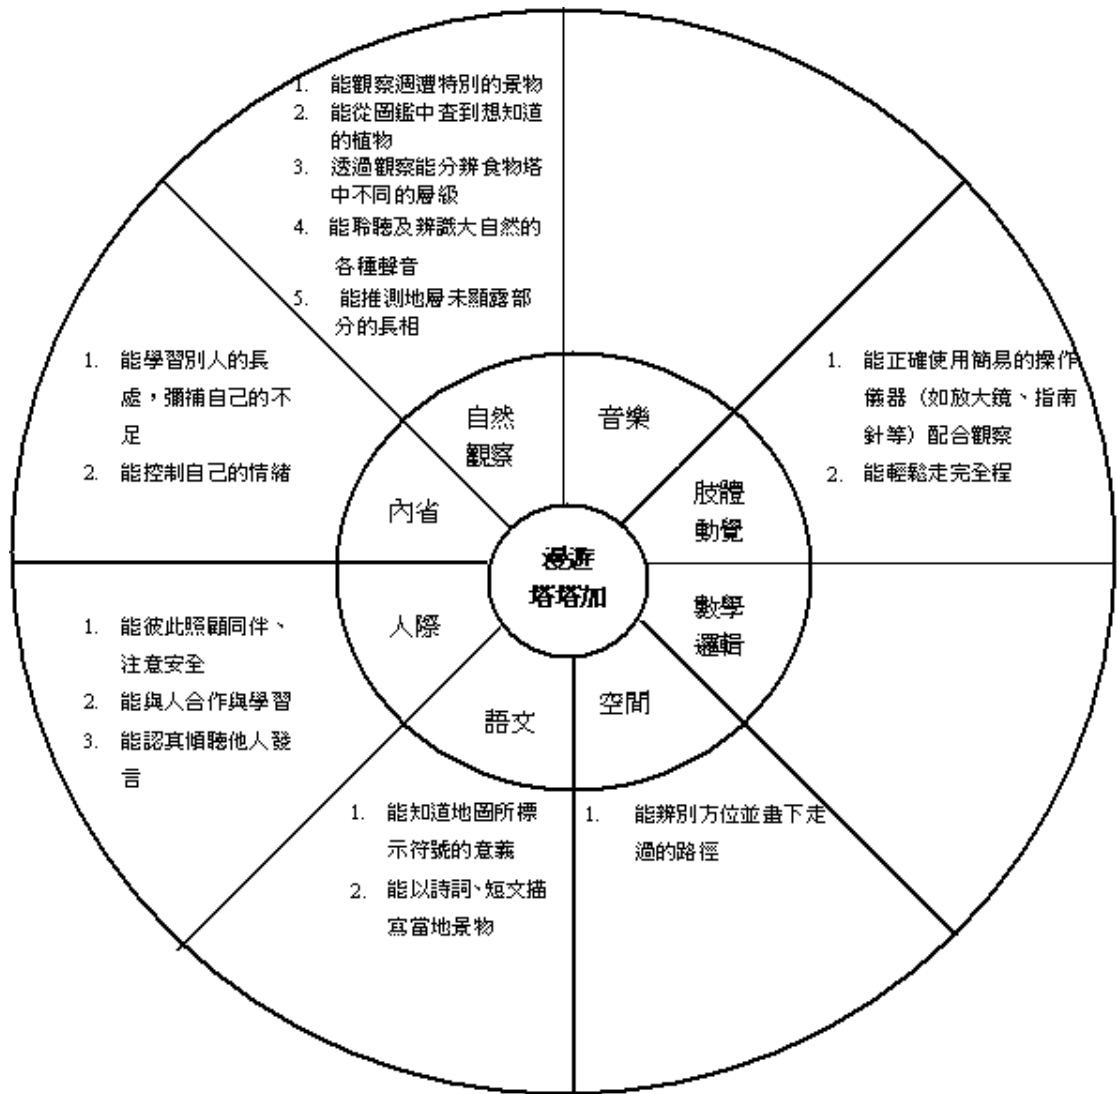 1. 能觀察週遭特別的景物
2. 能從圖鑑中查到想知道
的植物
3. 透過觀察能分辨食物塔
中不同的層級
4. 能聆聽及辨識大自然的
各種聲音
5. 能推測地層未顯露部
分的長相
自然
觀察
音樂
1. 能正確使用簡易的操作
儀器（如放大鏡、指南
針等）配合觀察
2. 能輕鬆走完全程
肢體
動覺
數學
邏輯
1. 能辨別方位並畫下走
過的路徑
空間
1. 能知道地圖所標
示符號的意義
2. 能以詩詞、短文描
寫當地景物
語文
1. 能彼此照顧同伴、
注意安全
2. 能與人合作與學習
3. 能認真傾聽他人發
言
人際
1. 能學習別人的長
處，彌補自己的不
足
2. 能控制自己的情緒
內省
漫遊
塔塔加